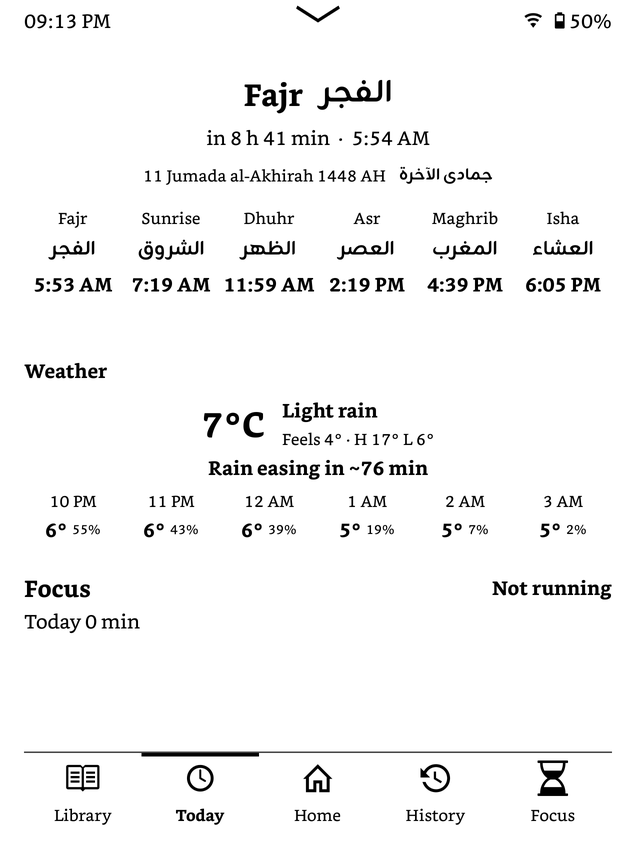 09:13 PM 50%
Fajr الفجر
in 8 h 41 min · 5:54 AM
11 Jumada al-Akhirah 1448 AH جمادى الآخرة
Fajr Sunrise Dhuhr Asr Maghrib Isha
الفجر الشروق الظهر العصر المغرب العشاء
5:53 AM 7:19 AM 11:59 AM 2:19 PM 4:39 PM 6:05 PM
Weather
7°C
Light rain
Feels 4° · H 17° L 6°
Rain easing in ~76 min
10 PM 11 PM 12 AM 1 AM 2 AM 3 AM
6° 55% 6° 43% 6° 39% 5° 19% 5° 7% 5° 2%
Focus Not running
Today 0 min
Library Today Home History Focus